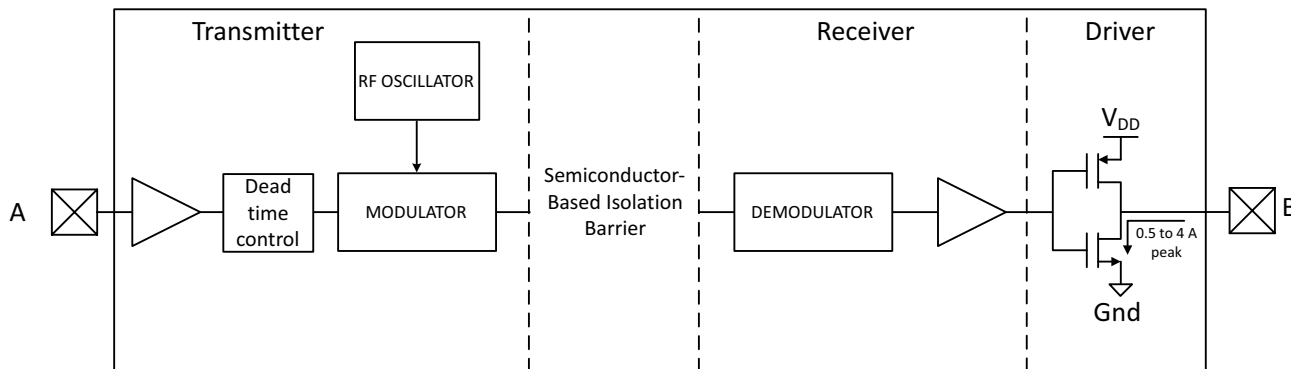 Transmitter
Receiver
Driver
RF OSCILLATOR
V_DD
A
Dead
time
control
MODULATOR
Semiconductor-
Based Isolation
Barrier
DEMODULATOR
0.5 to 4 A
peak
B
Gnd